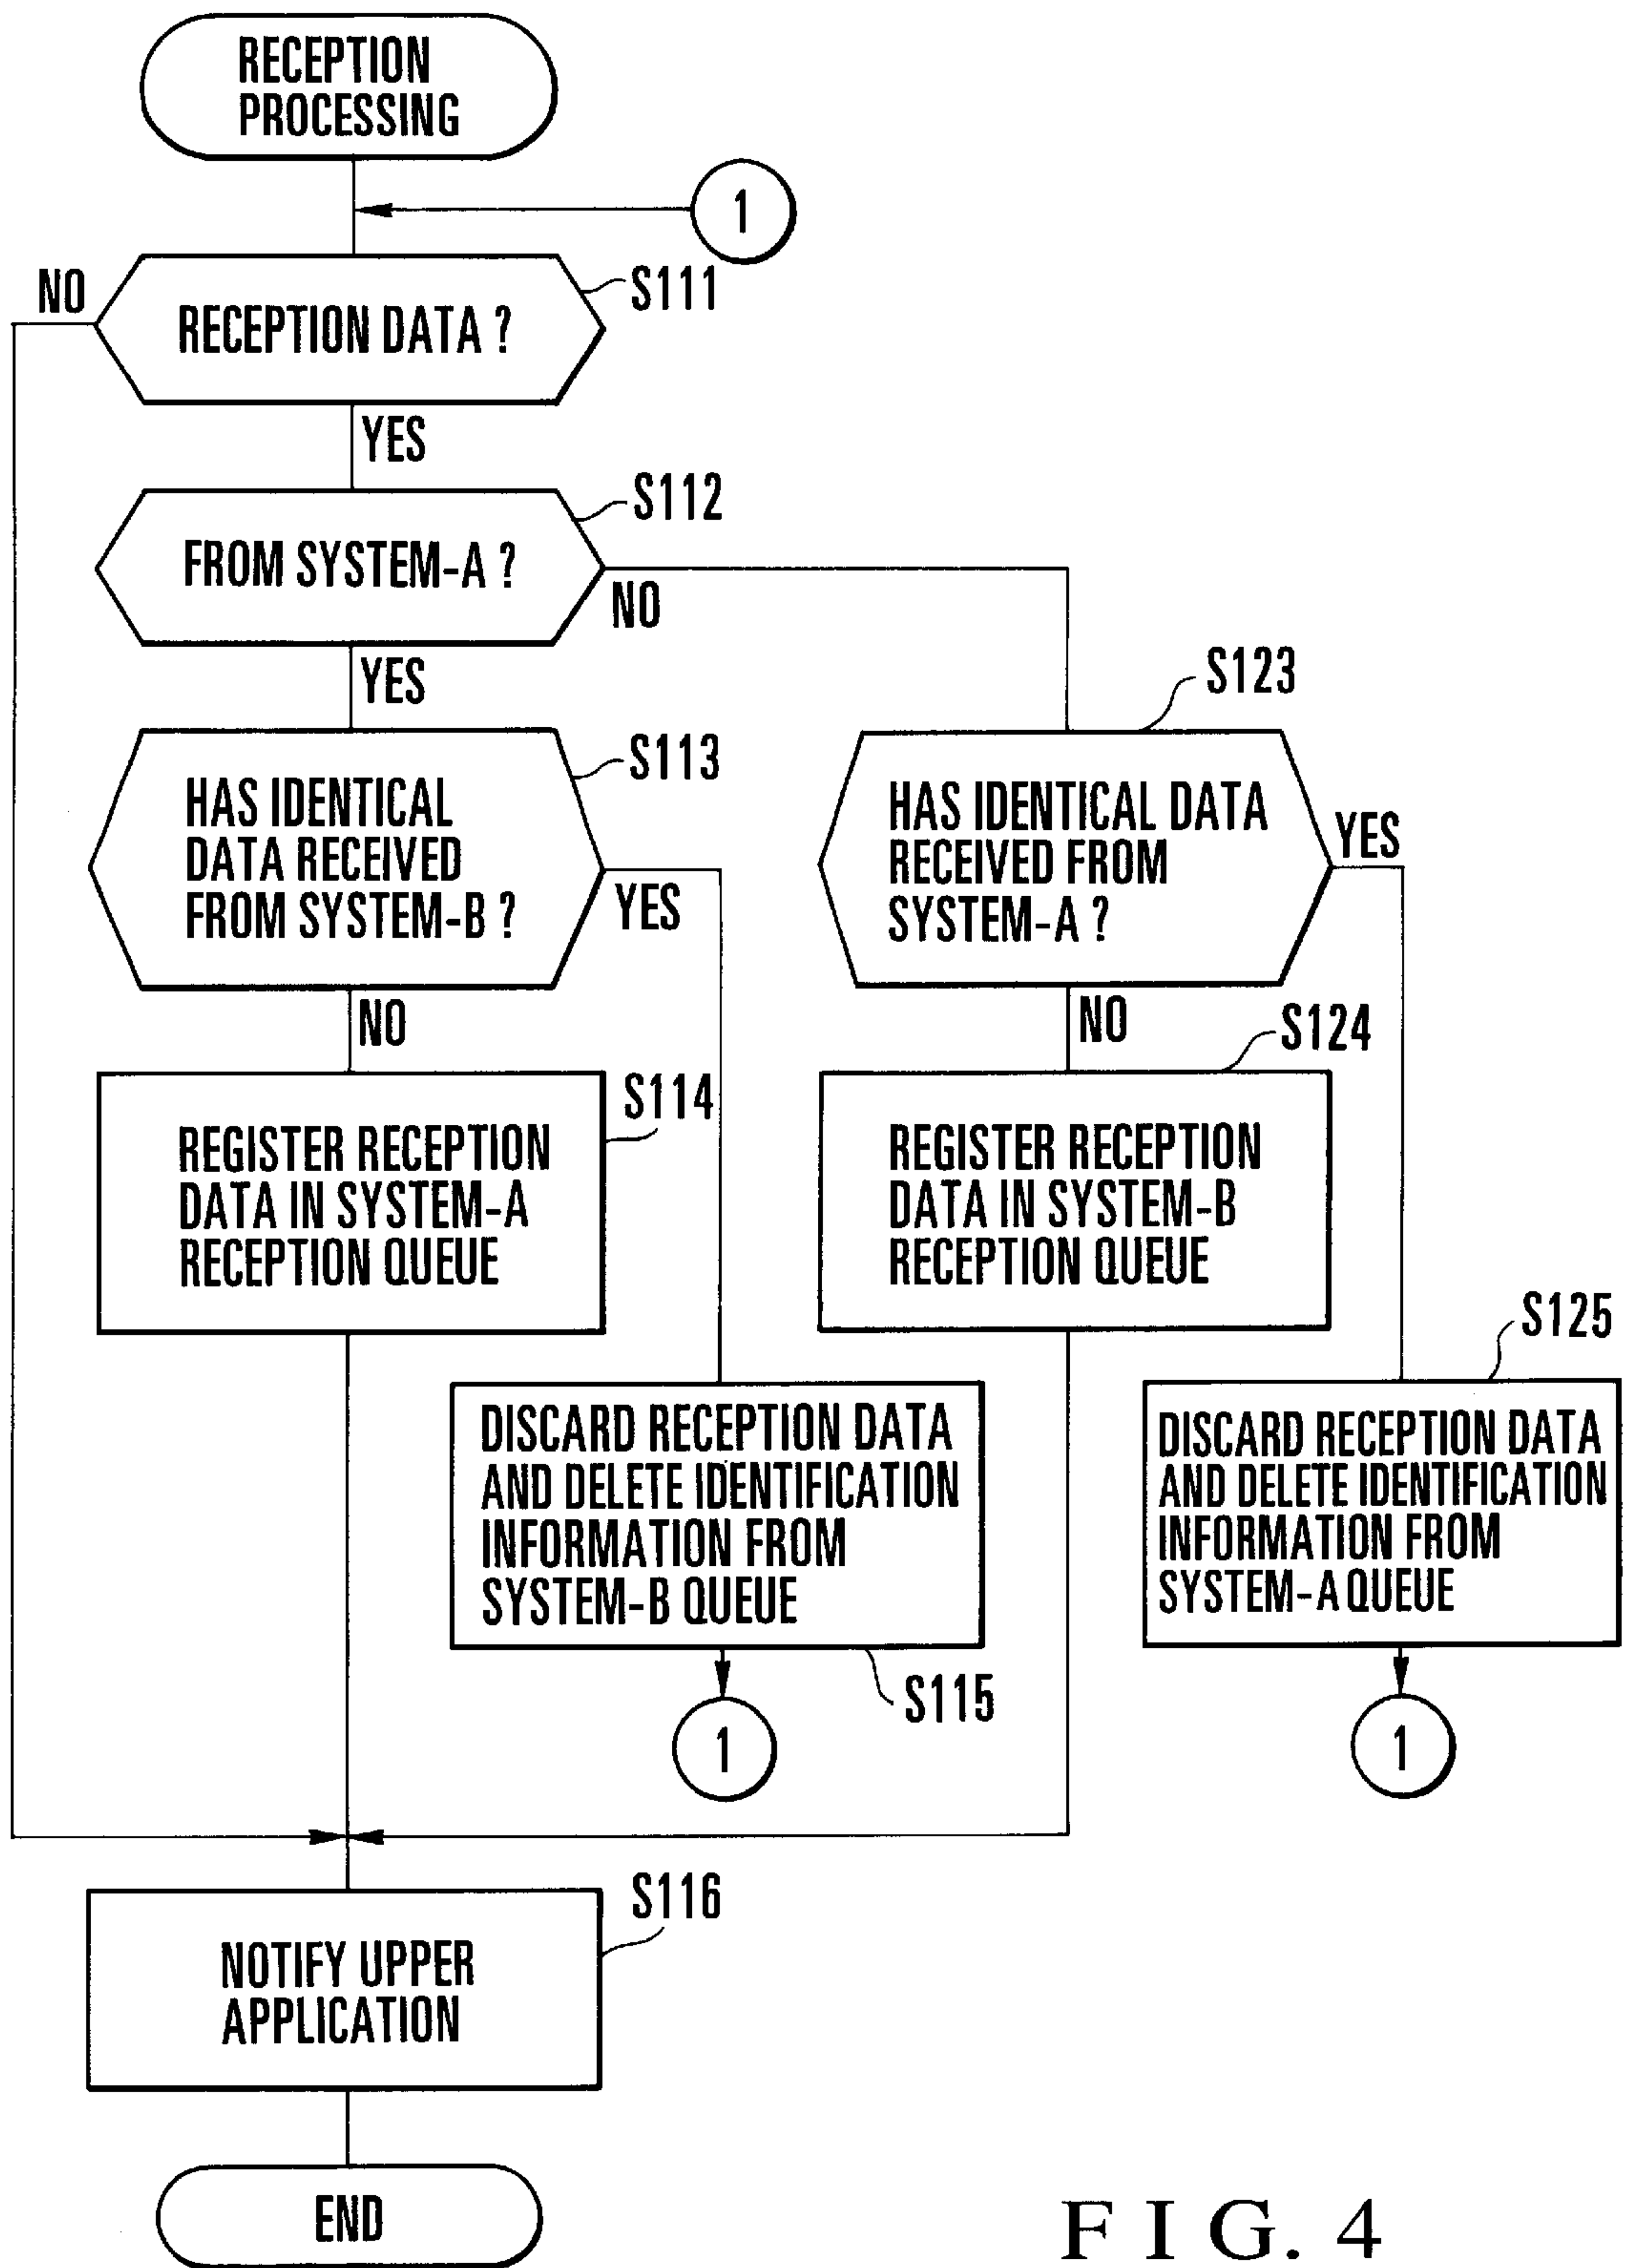 RECEPTION
PROCESSING
1
NO
S111
RECEPTION DATA ?
YES
S112
FROM SYSTEM-A ?
NO
YES
S123
S113
HAS IDENTICAL
DATA RECEIVED
FROM SYSTEM-B ?
YES
HAS IDENTICAL DATA
RECEIVED FROM
SYSTEM-A ?
YES
NO
NO
S124
S114
REGISTER RECEPTION
DATA IN SYSTEM-A
RECEPTION QUEUE
REGISTER RECEPTION
DATA IN SYSTEM-B
RECEPTION QUEUE
S125
DISCARD RECEPTION DATA
AND DELETE IDENTIFICATION
INFORMATION FROM
SYSTEM-B QUEUE
DISCARD RECEPTION DATA
AND DELETE IDENTIFICATION
INFORMATION FROM
SYSTEM-A QUEUE
S115
1
1
S116
NOTIFY UPPER
APPLICATION
END
FIG. 4